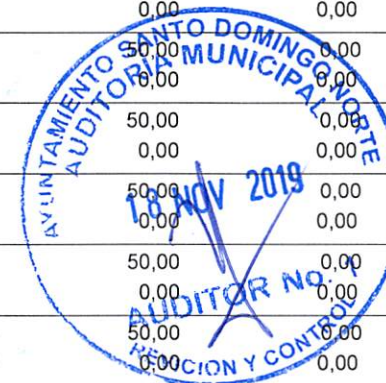 0,00 0,00
50,00 0,00
0,00 0,00
50,00 0,00
0,00 0,00
50,00 0,00
0,00 0,00
50,00 0,00
0,00 0,00
50,00 0,00
0,00 0,00
AYUNTAMIENTO SANTO DOMINGO NORTE
AUDITORIA MUNICIPAL
18 NOV 2019
AUDITOR No.
Y CONTROL